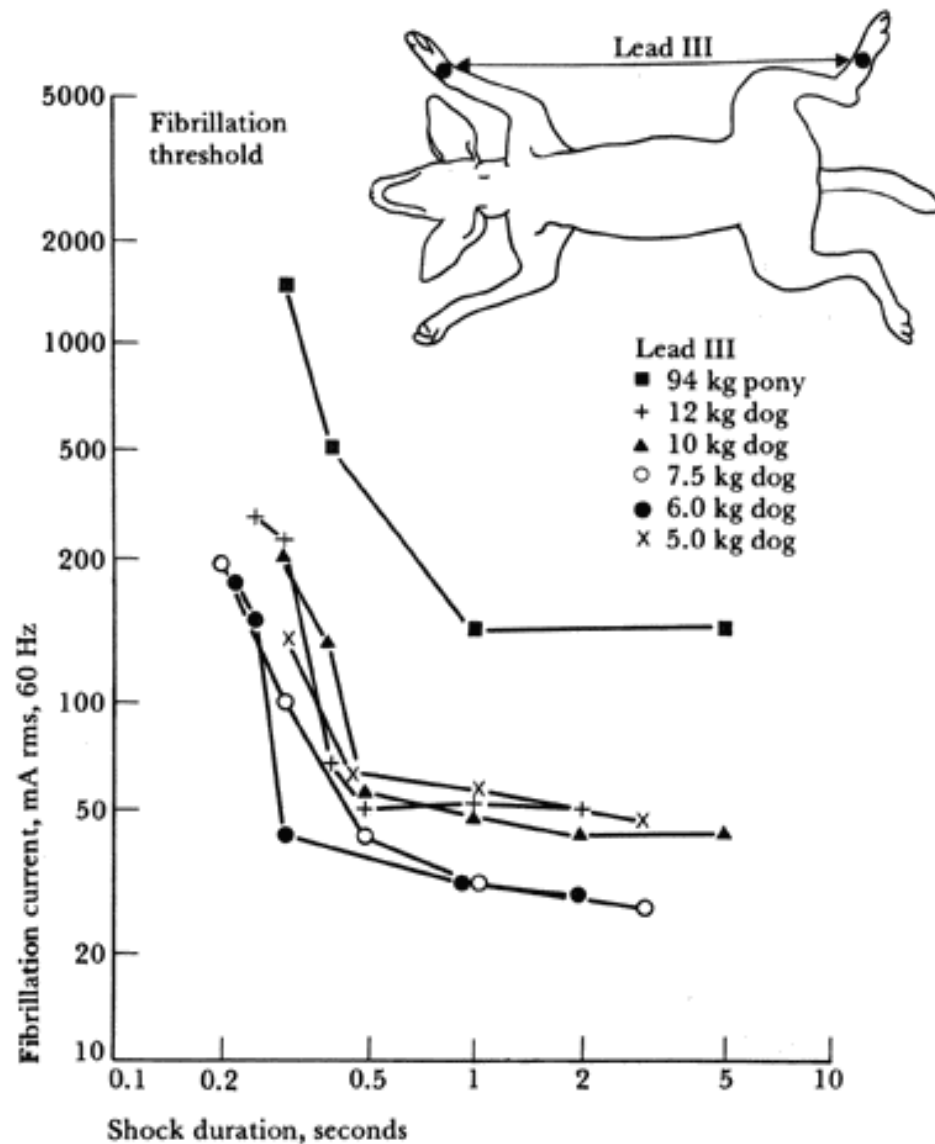 Lead III
5000
Fibrillation
threshold
2000
1000
500
200
100
50
20
10
Fibrillation current, mA rms, 60 Hz
Lead III
94 kg pony
12 kg dog
10 kg dog
7.5 kg dog
6.0 kg dog
5.0 kg dog
0.1 0.2 0.5 1 2 5 10
Shock duration, seconds